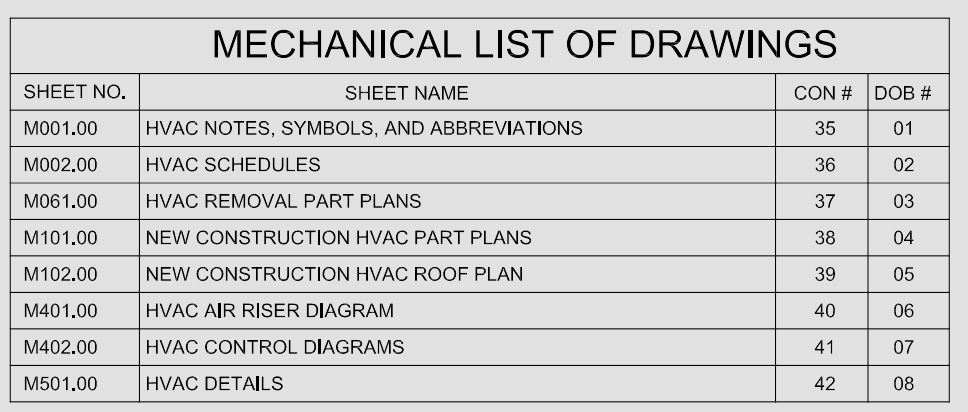 MECHANICAL LIST OF DRAWINGS
SHEET NO. SHEET NAME CON # DOB #
M001.00 HVAC NOTES, SYMBOLS, AND ABBREVIATIONS 35 01
M002.00 HVAC SCHEDULES 36 02
M061.00 HVAC REMOVAL PART PLANS 37 03
M101.00 NEW CONSTRUCTION HVAC PART PLANS 38 04
M102.00 NEW CONSTRUCTION HVAC ROOF PLAN 39 05
M401.00 HVAC AIR RISER DIAGRAM 40 06
M402.00 HVAC CONTROL DIAGRAMS 41 07
M501.00 HVAC DETAILS 42 08